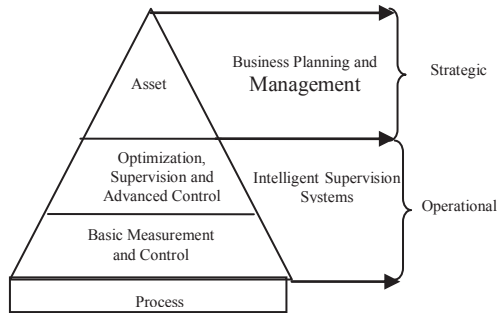 Business Planning and
Management
Strategic
Asset
Optimization,
Supervision and
Advanced Control
Intelligent Supervision
Systems
Operational
Basic Measurement
and Control
Process